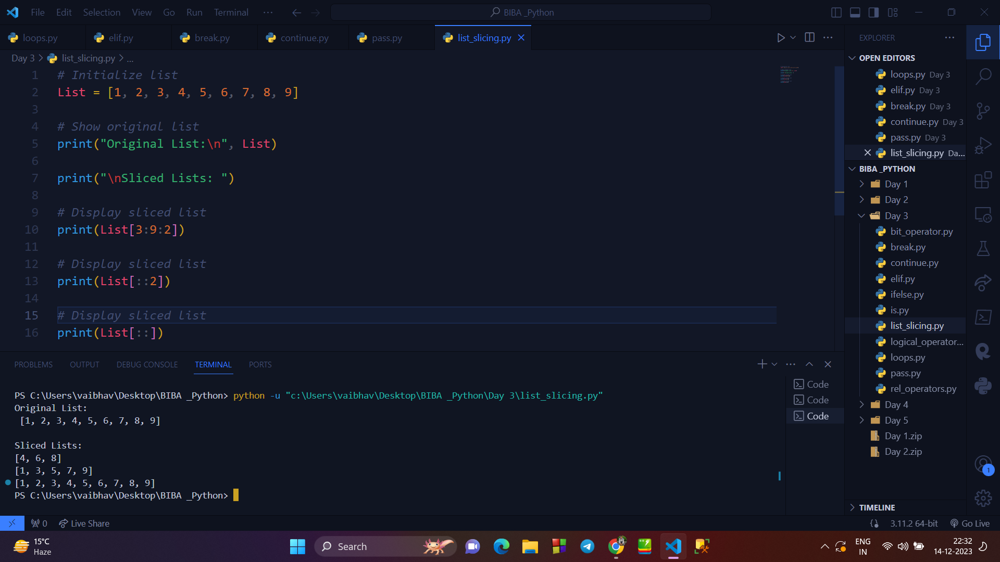 File Edit Selection View Go Run Terminal ··· BIBA _Python
loops.py elif.py break.py continue.py pass.py list_slicing.py
Day 3 > list_slicing.py > ...
1 # Initialize list
2 List = [1, 2, 3, 4, 5, 6, 7, 8, 9]
3
4 # Show original list
5 print("Original List:\n", List)
6
7 print("\nSliced Lists: ")
8
9 # Display sliced list
10 print(List[3:9:2])
11
12 # Display sliced list
13 print(List[::2])
14
15 # Display sliced list
16 print(List[::])
PROBLEMS OUTPUT DEBUG CONSOLE TERMINAL PORTS
PS C:\Users\vaibhav\Desktop\BIBA _Python> python -u "c:\Users\vaibhav\Desktop\BIBA _Python\Day 3\list_slicing.py"
Original List:
 [1, 2, 3, 4, 5, 6, 7, 8, 9]
Sliced Lists:
[4, 6, 8]
[1, 3, 5, 7, 9]
[1, 2, 3, 4, 5, 6, 7, 8, 9]
PS C:\Users\vaibhav\Desktop\BIBA _Python>
Code
Code
Code
EXPLORER
OPEN EDITORS
loops.py Day 3
elif.py Day 3
break.py Day 3
continue.py Day 3
pass.py Day 3
list_slicing.py Da...
BIBA _PYTHON
Day 1
Day 2
Day 3
bit_operator.py
break.py
continue.py
elif.py
ifelse.py
is.py
list_slicing.py
logical_operator...
loops.py
pass.py
rel_operators.py
Day 4
Day 5
Day 1.zip
Day 2.zip
TIMELINE
1
0 Live Share 3.11.2 64-bit Go Live
15°C
Haze
Search
ENG
IN
22:32
14-12-2023